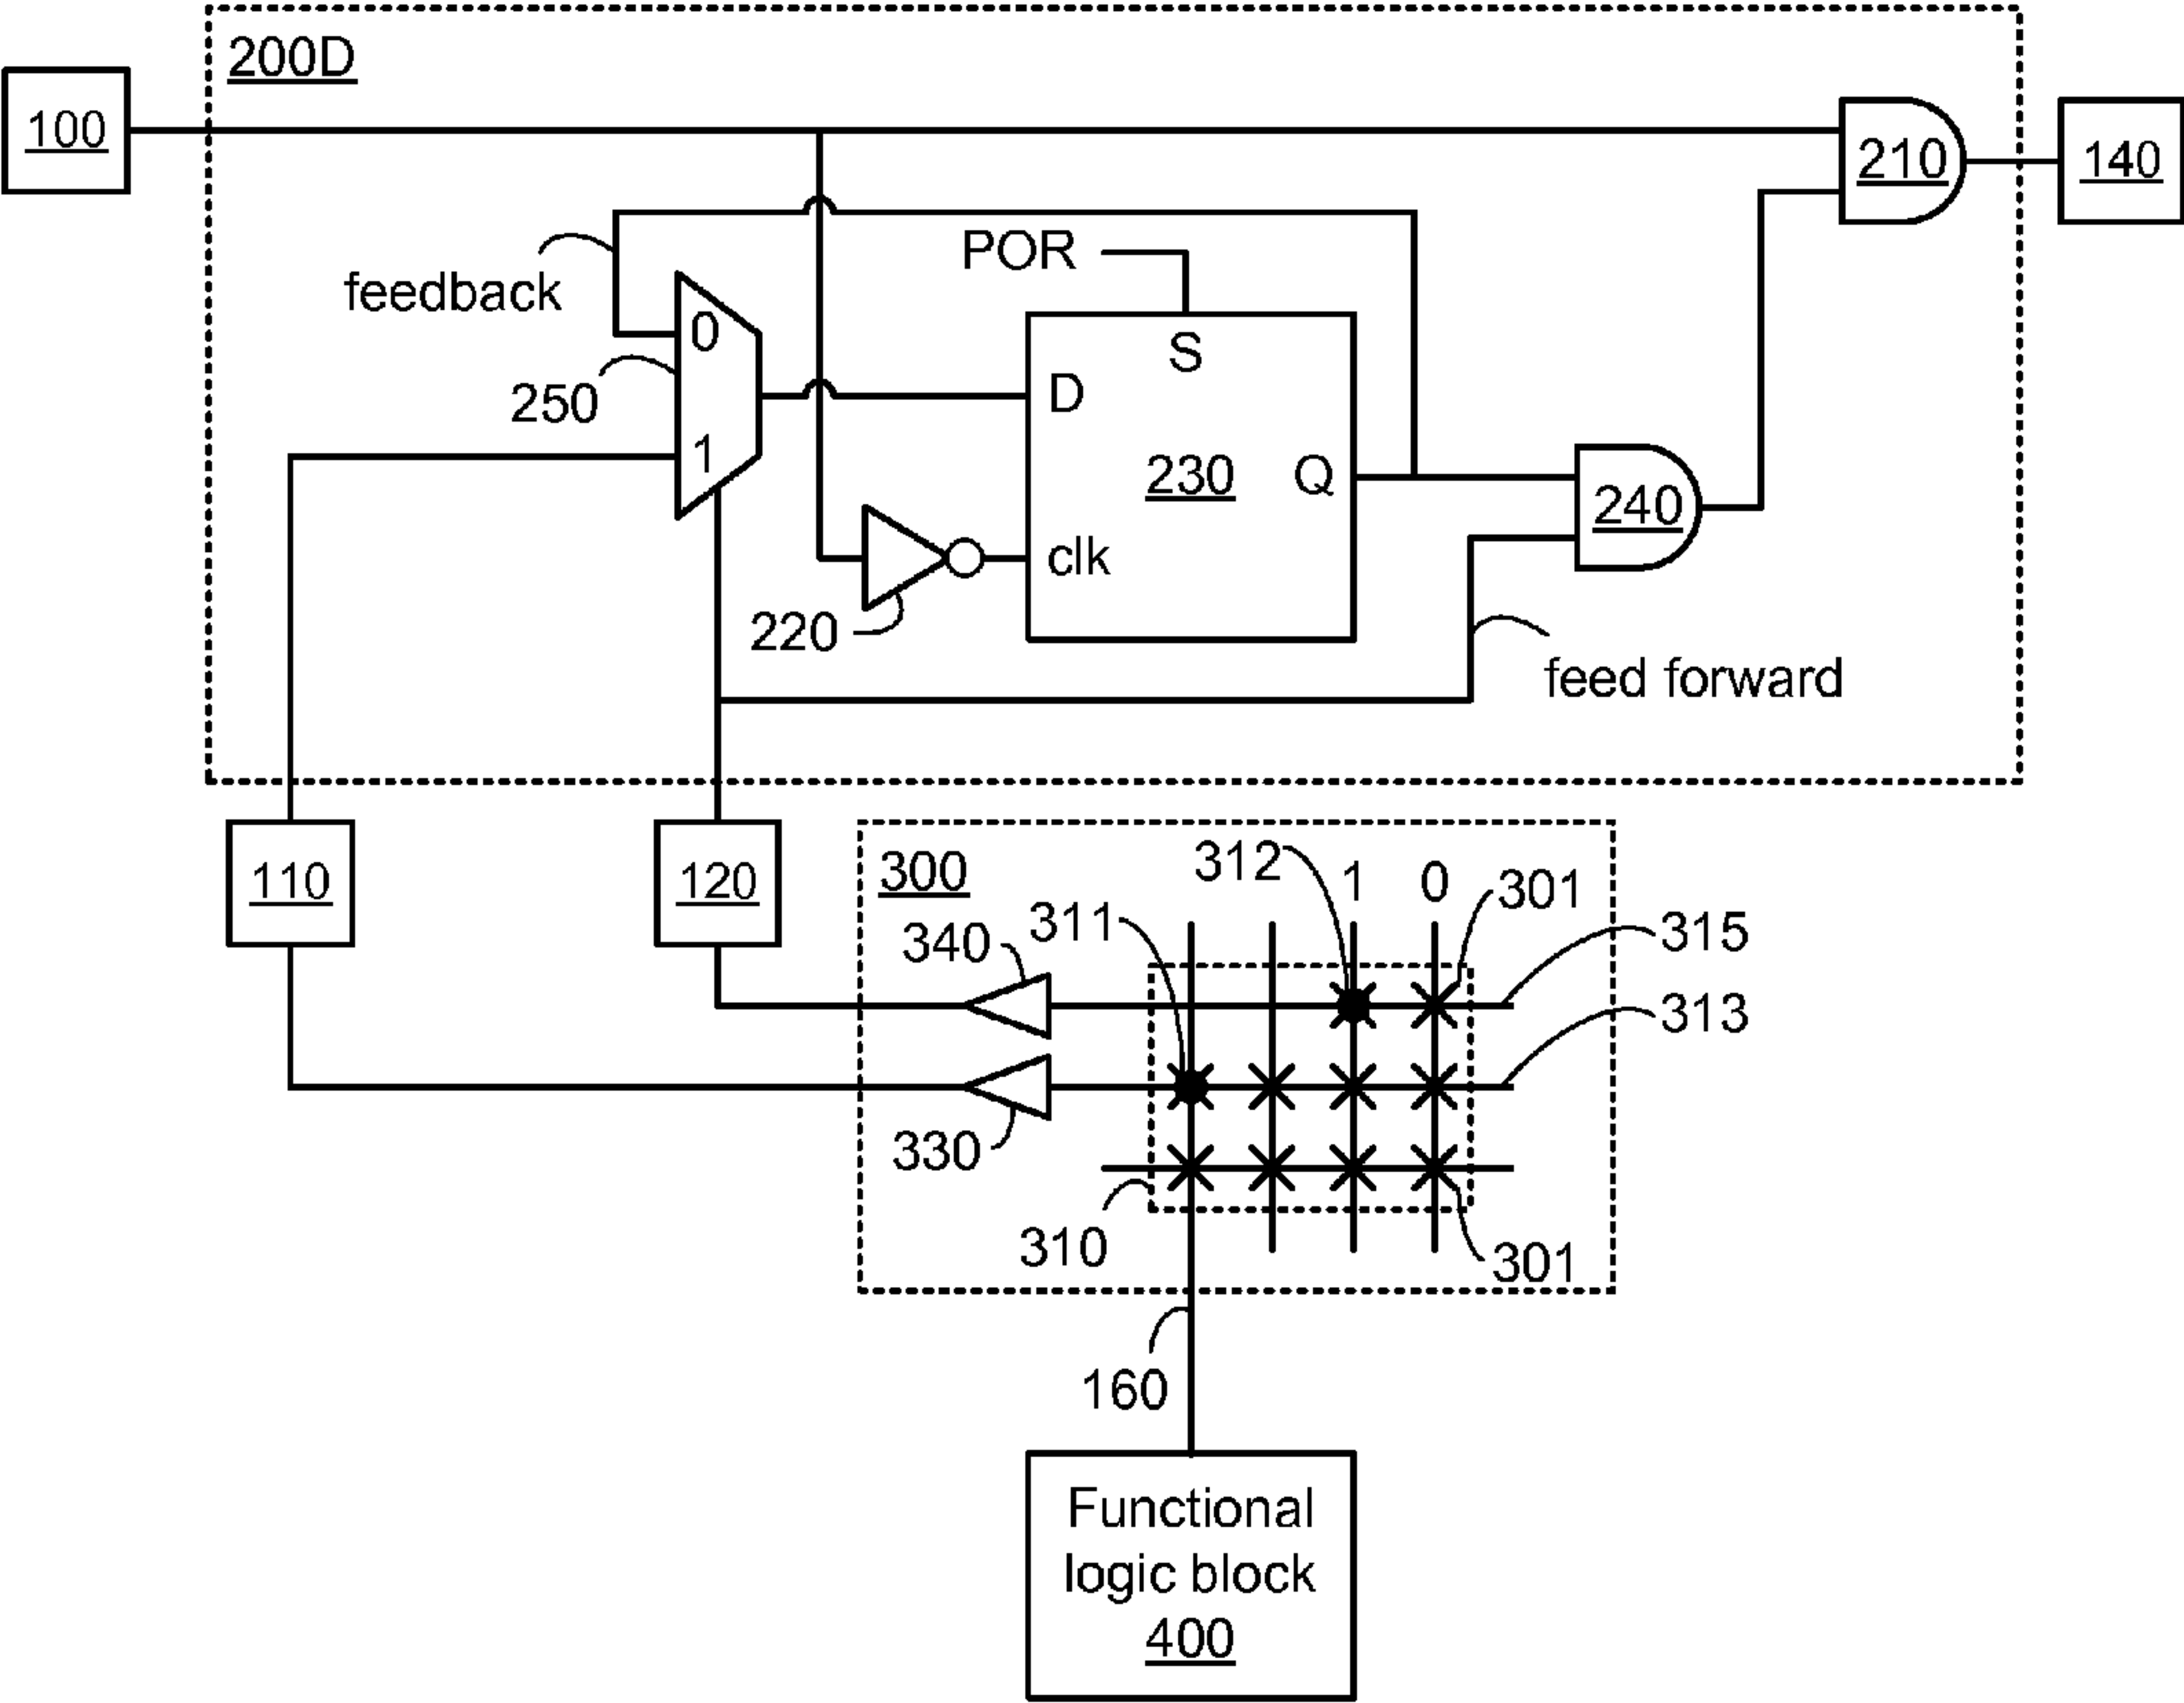 200D
100
210
140
POR
feedback
0
S
250
D
1
230
Q
240
clk
220
feed forward
110
120
300
312
1
0
301
311
340
315
313
330
310
301
160
Functional
logic block
400